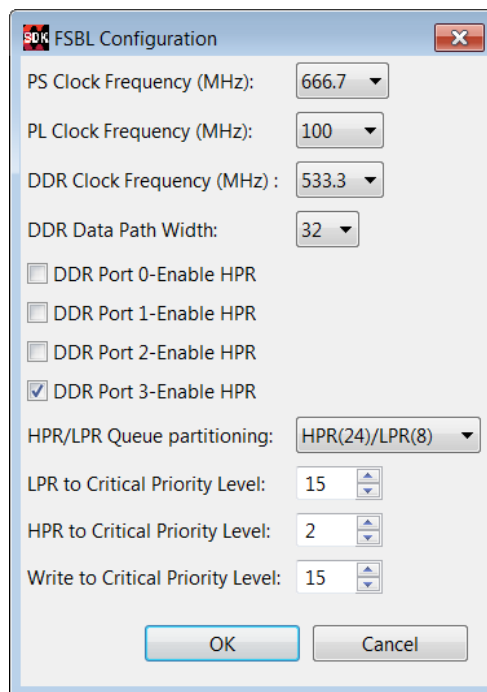 SDK FSBL Configuration
PS Clock Frequency (MHz): 666.7
PL Clock Frequency (MHz): 100
DDR Clock Frequency (MHz) : 533.3
DDR Data Path Width: 32
DDR Port 0-Enable HPR
DDR Port 1-Enable HPR
DDR Port 2-Enable HPR
DDR Port 3-Enable HPR
HPR/LPR Queue partitioning: HPR(24)/LPR(8)
LPR to Critical Priority Level: 15
HPR to Critical Priority Level: 2
Write to Critical Priority Level: 15
OK Cancel